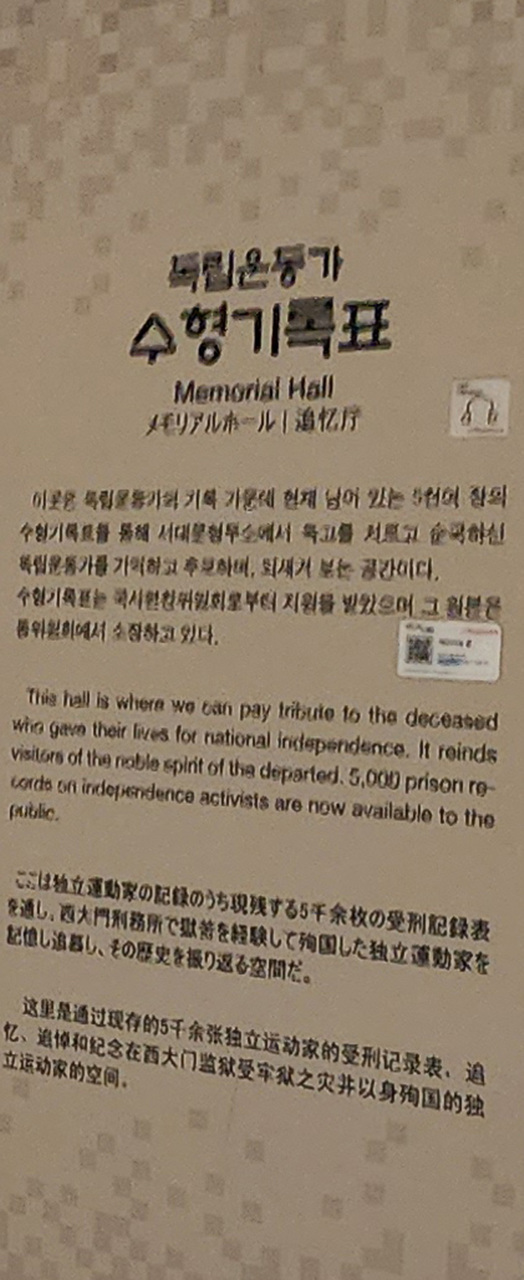 독립운동가
수형기록표
Memorial Hall
メモリアルホール | 追忆厅
이곳은 독립운동가의 기록 가운데 현재 남아 있는 5천여 장의
수형기록표를 통해 서대문형무소에서 옥고를 치르고 순국하신
독립운동가를 기억하고 추모하며, 되새겨 보는 공간이다.
수형기록표는 국사편찬위원회로부터 지원을 받았으며 그 원본은
동위원회에서 소장하고 있다.
This hall is where we can pay tribute to the deceased
who gave their lives for national independence. It reinds
visitors of the noble spirit of the departed. 5,000 prison re-
cords on independence activists are now available to the
public.
ここは独立運動家の記録のうち現残する5千余枚の受刑記録表
を通し、西大門刑務所で獄苦を経験して殉国した独立運動家を
記憶し追慕し、その歴史を振り返る空間だ。
这里是通过现存的5千余张独立运动家的受刑记录表、追
忆、追悼和纪念在西大门监狱受牢狱之灾并以身殉国的独
立运动家的空间。